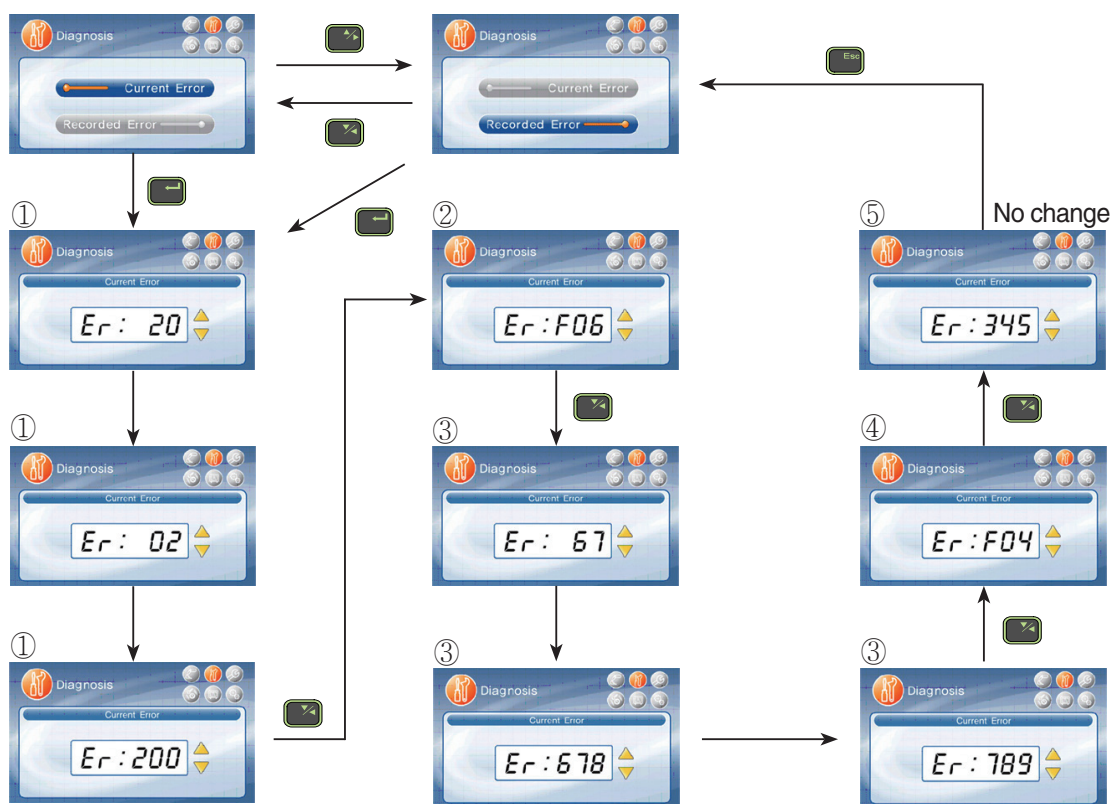 Diagnosis
Current Error
Recorded Error
Diagnosis
Current Error
Recorded Error
Esc
①
Diagnosis
Current Error
Er: 20
②
Diagnosis
Current Error
Er:F06
⑤
No change
Diagnosis
Current Error
Er:345
①
Diagnosis
Current Error
Er: 02
③
Diagnosis
Current Error
Er: 67
④
Diagnosis
Current Error
Er:F04
①
Diagnosis
Current Error
Er:200
③
Diagnosis
Current Error
Er:678
③
Diagnosis
Current Error
Er:789